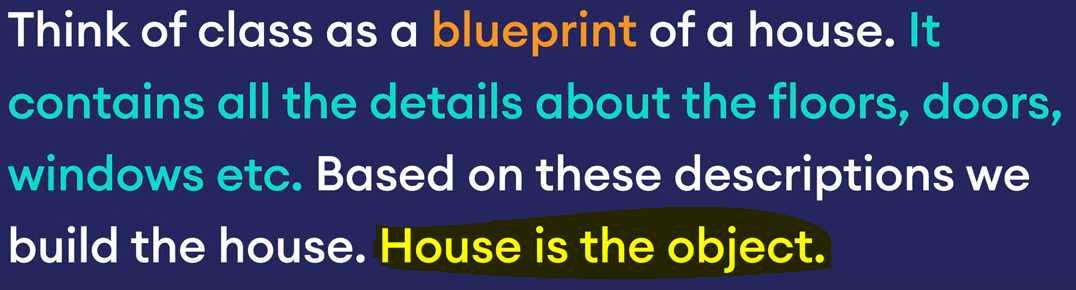 Think of class as a blueprint of a house. It
contains all the details about the floors, doors,
windows etc. Based on these descriptions we
build the house. House is the object.